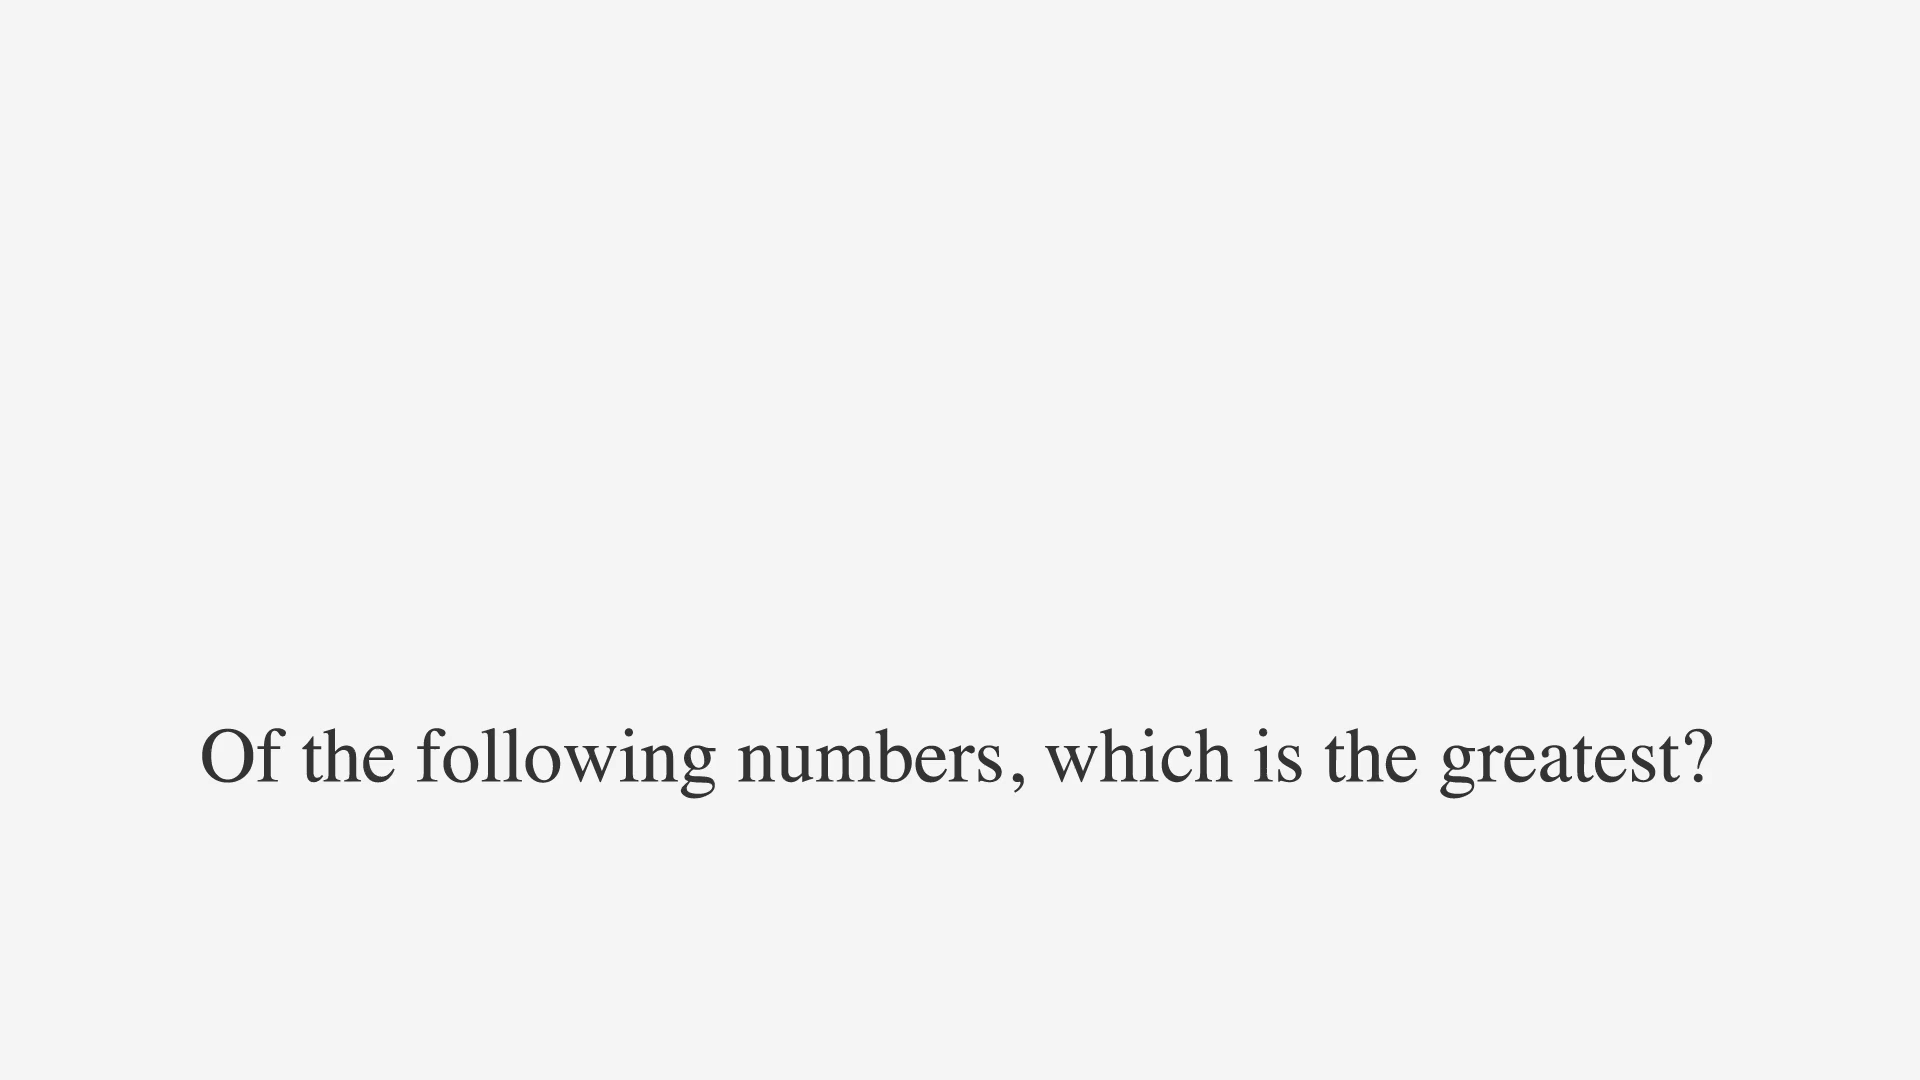 Of the following numbers, which is the greatest?